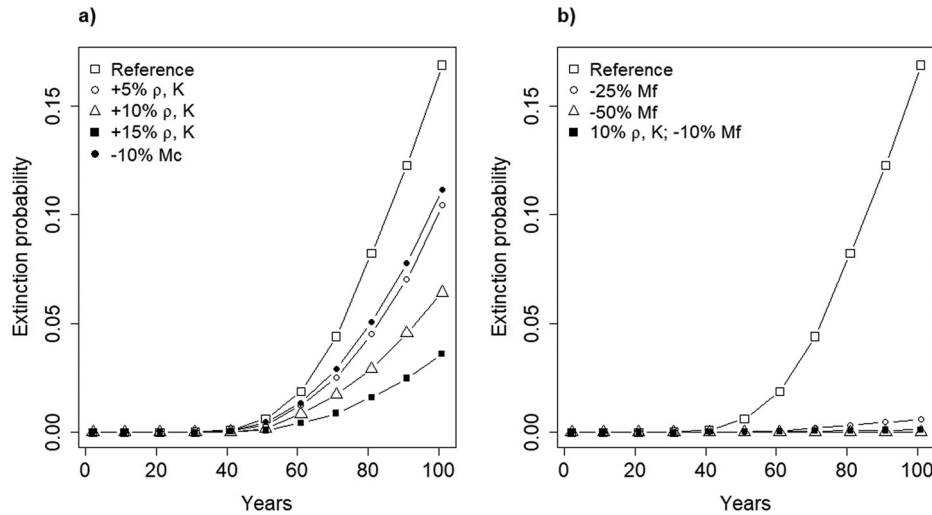 a)
Extinction probability
0.15
0.10
0.05
0.00
Reference
+5% ρ, K
+10% ρ, K
+15% ρ, K
-10% Mc
0 20 40 60 80 100
Years
b)
Extinction probability
0.15
0.10
0.05
0.00
Reference
-25% Mf
-50% Mf
10% ρ, K; -10% Mf
0 20 40 60 80 100
Years